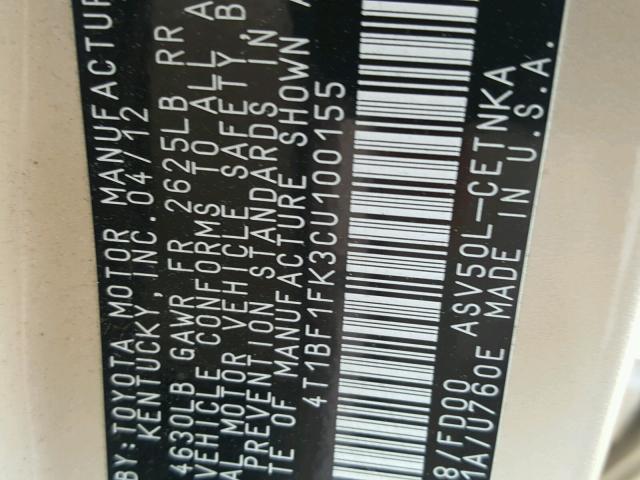 BY: TOYOTA MOTOR MANUFACTUR
KENTUCKY, INC. 04/12
4630LB GAWR FR 2625LB RR
VEHICLE CONFORMS TO ALL A
AL MOTOR VEHICLE SAFETY, B
PREVENTION STANDARDS IN
TE OF MANUFACTURE SHOWN A
4T1BF1FK3CU100155
8/FD00 ASV50L-CETNKA
1A/U760E MADE IN U.S.A.